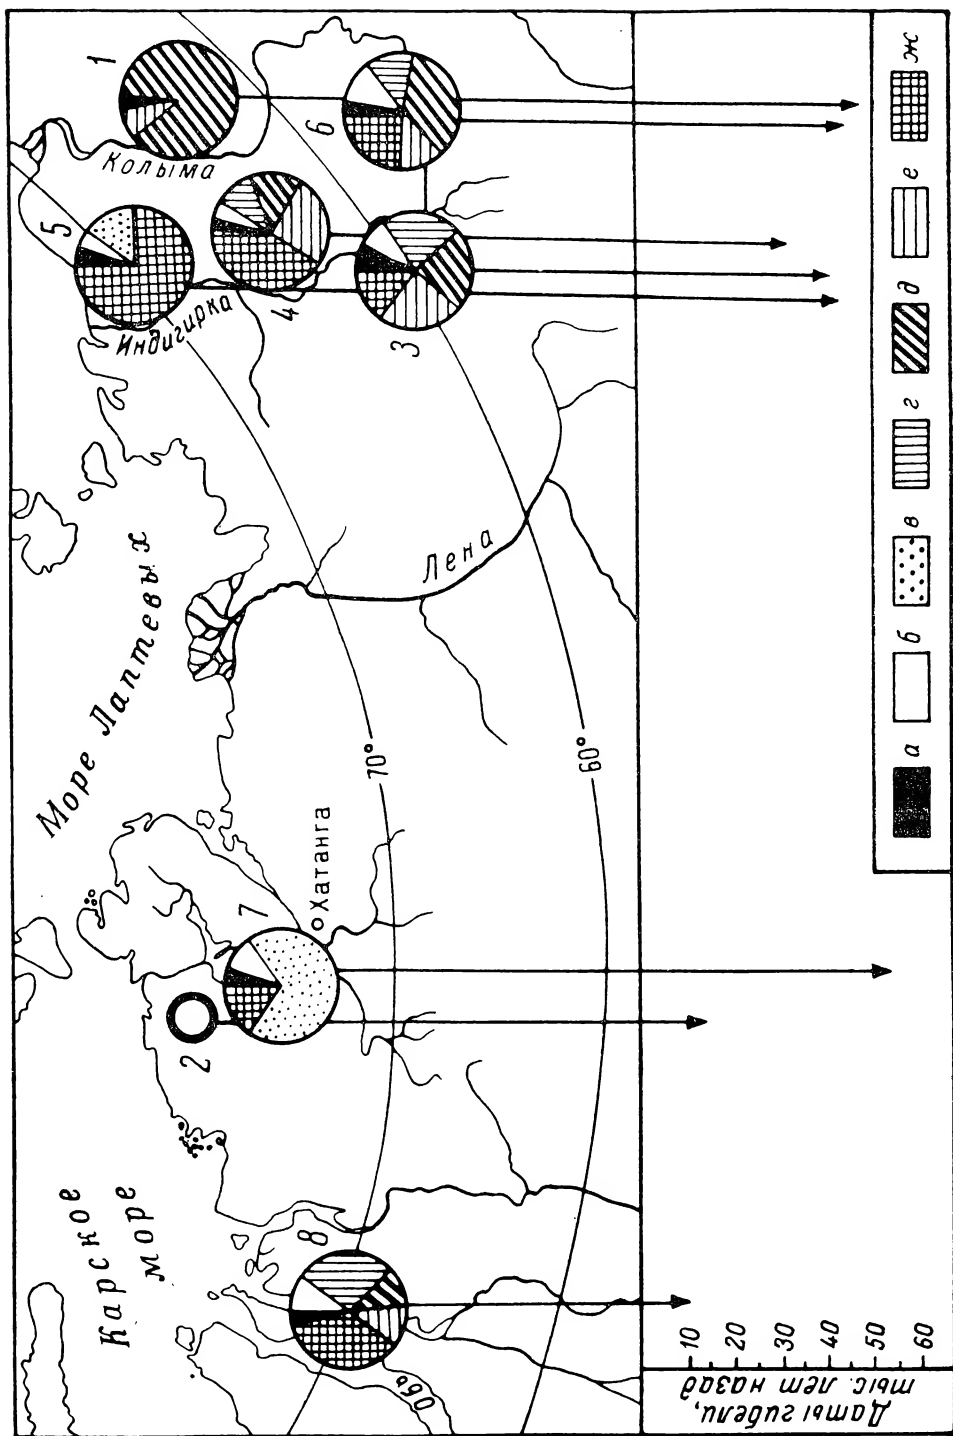 Карское
море
Море Лаптевых
Обь
Хатанга
Лена
Индигирка
Колыма
70°
60°
8
2
7
3
4
5
6
1
Даты гибели,
тыс. лет назад
10
20
30
40
50
60
а б в г д е ж